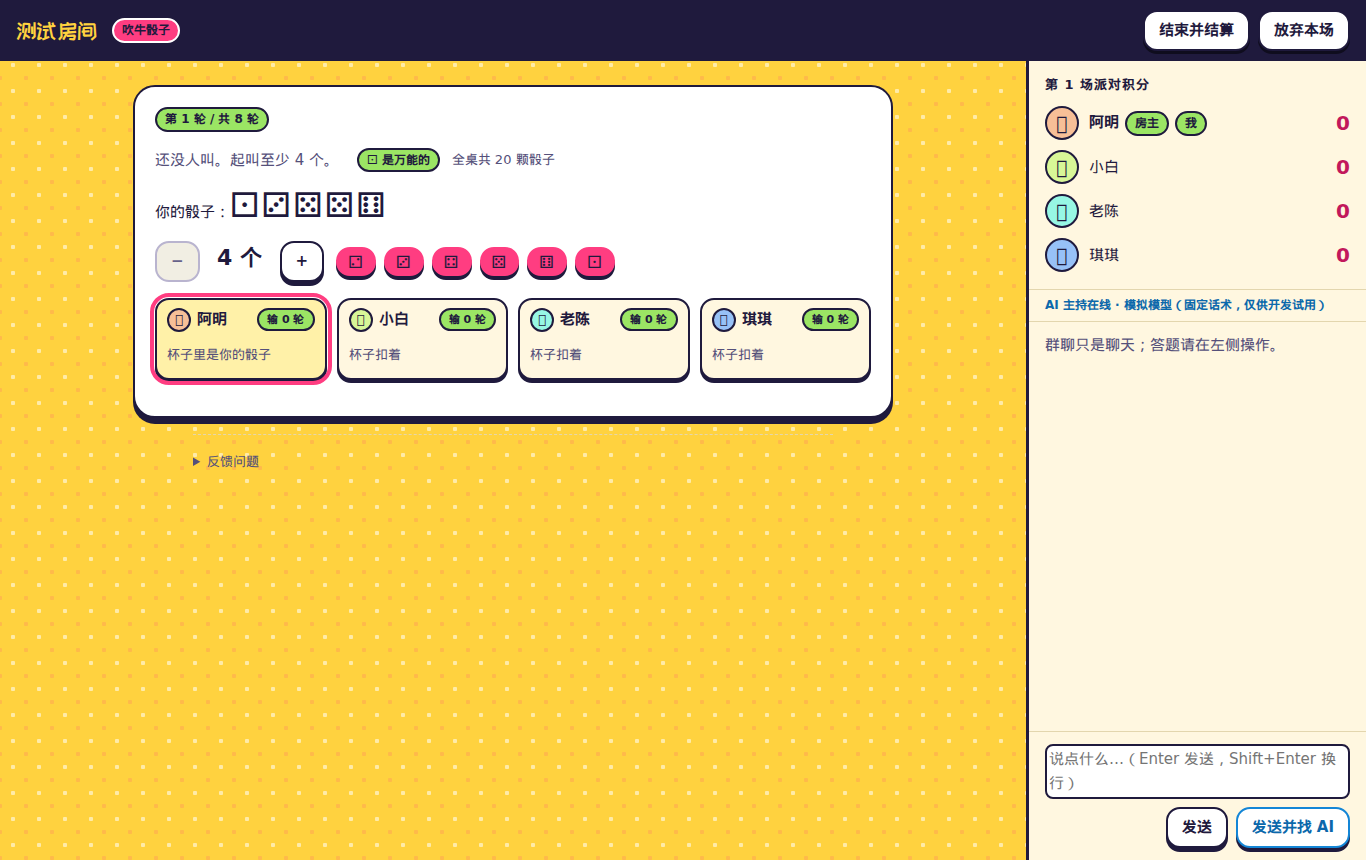 测试房间 吹牛骰子 结束并结算 放弃本场
第 1 轮 / 共 8 轮
还没人叫。起叫至少 4 个。 ⚀ 是万能的 全桌共 20 颗骰子
你的骰子：⚀⚂⚄⚄⚅
− 4 个 + ⚁ ⚂ ⚃ ⚄ ⚅ ⚀
阿明 输 0 轮
杯子里是你的骰子
小白 输 0 轮
杯子扣着
老陈 输 0 轮
杯子扣着
琪琪 输 0 轮
杯子扣着
▶ 反馈问题
第 1 场派对积分
阿明 房主 我 0
小白 0
老陈 0
琪琪 0
AI 主持在线 · 模拟模型（固定话术，仅供开发试用）
群聊只是聊天；答题请在左侧操作。
说点什么…（Enter 发送，Shift+Enter 换
行）
发送 发送并找 AI